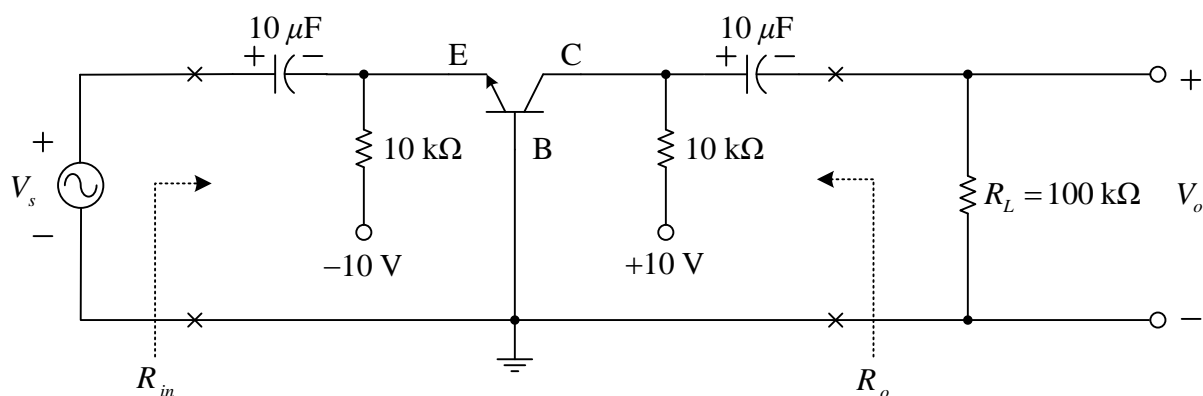 10 μF
10 μF
+ −
E
C
+ −
+
V_s
−
10 kΩ
B
10 kΩ
R_L = 100 kΩ
+
V_o
−
−10 V
+10 V
R_in
R_o